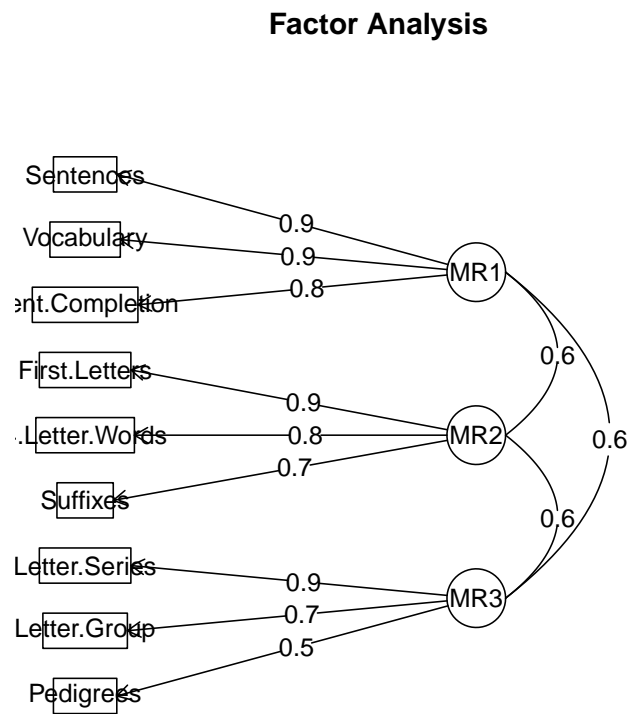 Factor Analysis
Sentences
0.9
Vocabulary
0.9
MR1
ent.Completion
0.8
First.Letters
0.6
0.9
.Letter.Words
0.8
MR2
0.6
0.7
Suffixes
0.6
Letter.Series
0.9
MR3
Letter.Group
0.7
0.5
Pedigrees